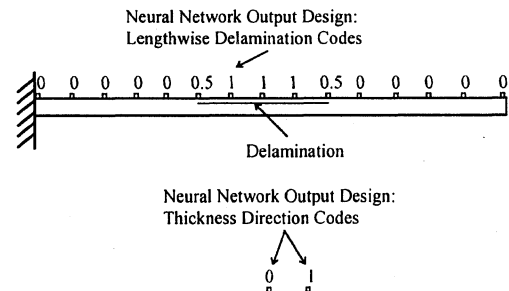 Neural Network Output Design:
Lengthwise Delamination Codes
0 0 0 0 0 0.5 1 1 1 0.5 0 0 0 0 0
Delamination
Neural Network Output Design:
Thickness Direction Codes
0 1